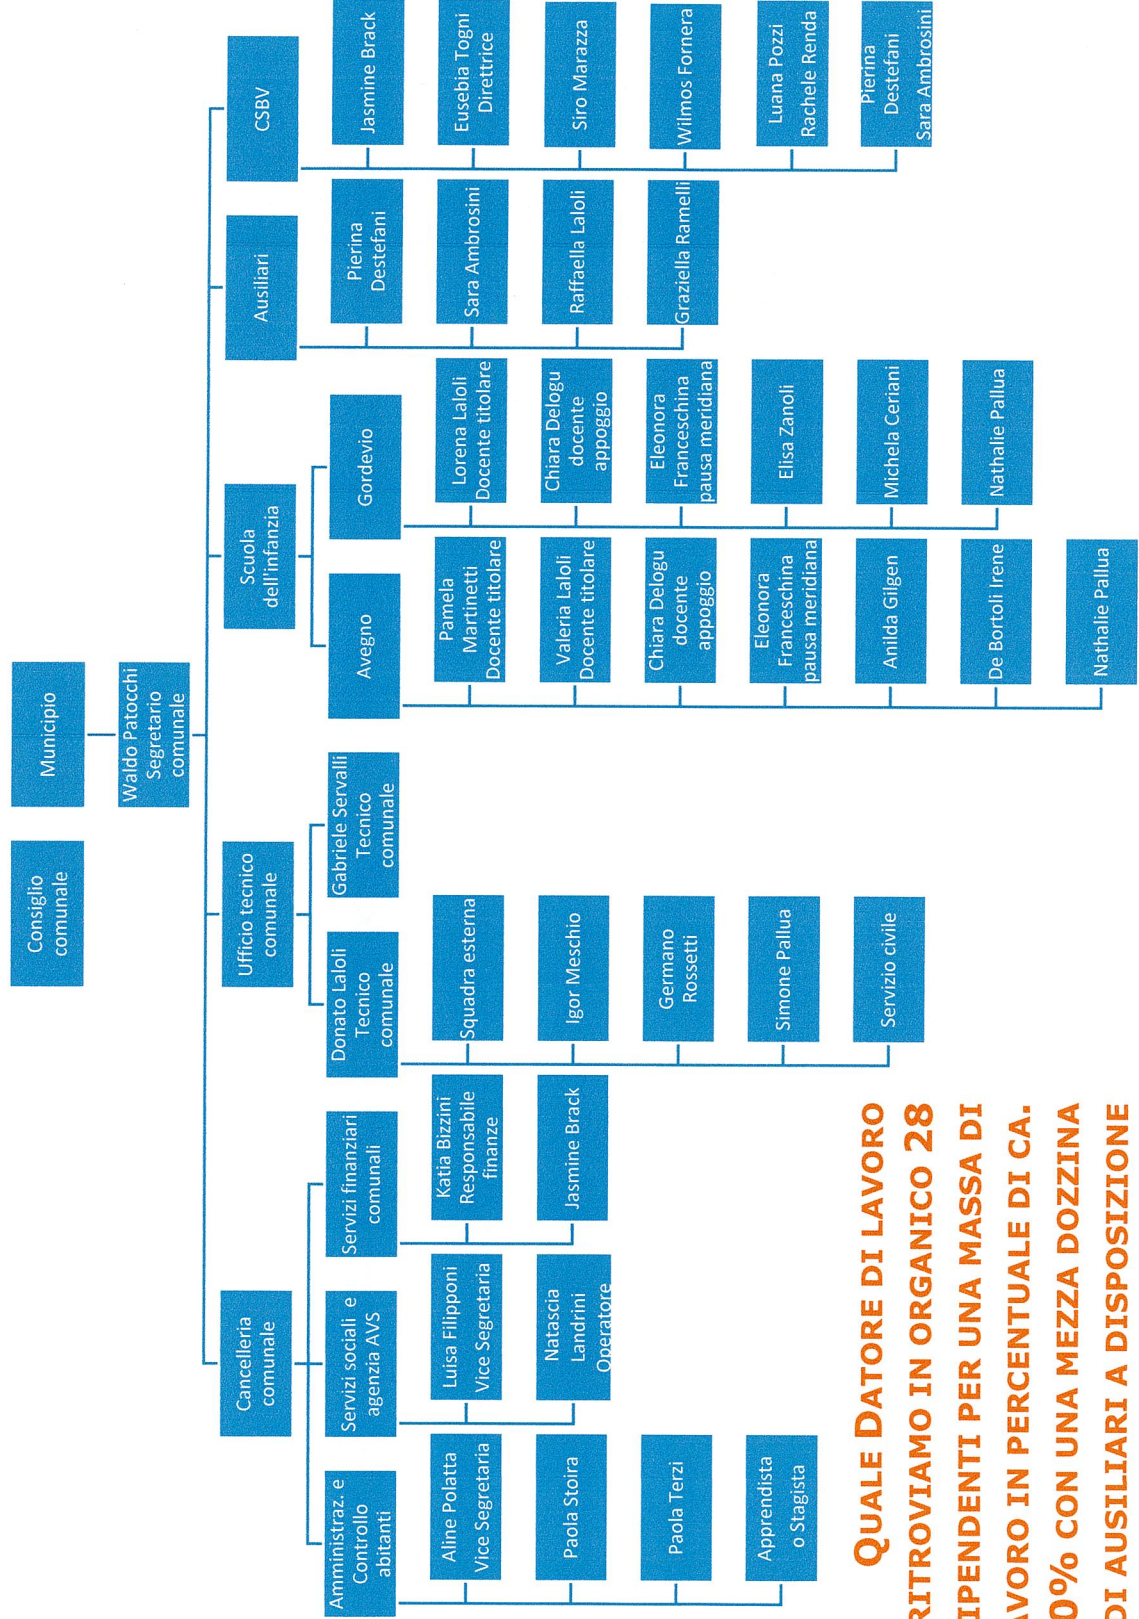 Consiglio
comunale
Municipio
Waldo Patocchi
Segretario
comunale
Cancelleria
comunale
Amministraz. e
Controllo
abitanti
Aline Polatta
Vice Segretaria
Paola Stoira
Paola Terzi
Apprendista
o Stagista
Servizi sociali e
agenzia AVS
Luisa Filipponi
Vice Segretaria
Natascia
Landrini
Operatore
Servizi finanziari
comunali
Katia Bizzini
Responsabile
finanze
Jasmine Brack
Ufficio tecnico
comunale
Donato Laloli
Tecnico
comunale
Squadra esterna
Igor Meschio
Germano
Rossetti
Simone Pallua
Servizio civile
Gabriele Servalli
Tecnico
comunale
Scuola
dell'infanzia
Avegno
Pamela
Martinetti
Docente titolare
Valeria Laloli
Docente titolare
Chiara Delogu
docente
appoggio
Eleonora
Franceschina
pausa meridiana
Anilda Gilgen
De Bortoli Irene
Nathalie Pallua
Gordevio
Lorena Laloli
Docente titolare
Chiara Delogu
docente
appoggio
Eleonora
Franceschina
pausa meridiana
Elisa Zanoli
Michela Ceriani
Nathalie Pallua
Ausiliari
Pierina
Destefani
Sara Ambrosini
Raffaella Laloli
Graziella Ramelli
CSBV
Jasmine Brack
Eusebia Togni
Direttrice
Siro Marazza
Wilmos Fornera
Luana Pozzi
Rachele Renda
Pierina
Destefani
Sara Ambrosini
QUALE DATORE DI LAVORO
RITROVIAMO IN ORGANICO 28
IPENDENTI PER UNA MASSA DI
VORO IN PERCENTUALE DI CA.
0% CON UNA MEZZA DOZZINA
DI AUSILIARI A DISPOSIZIONE